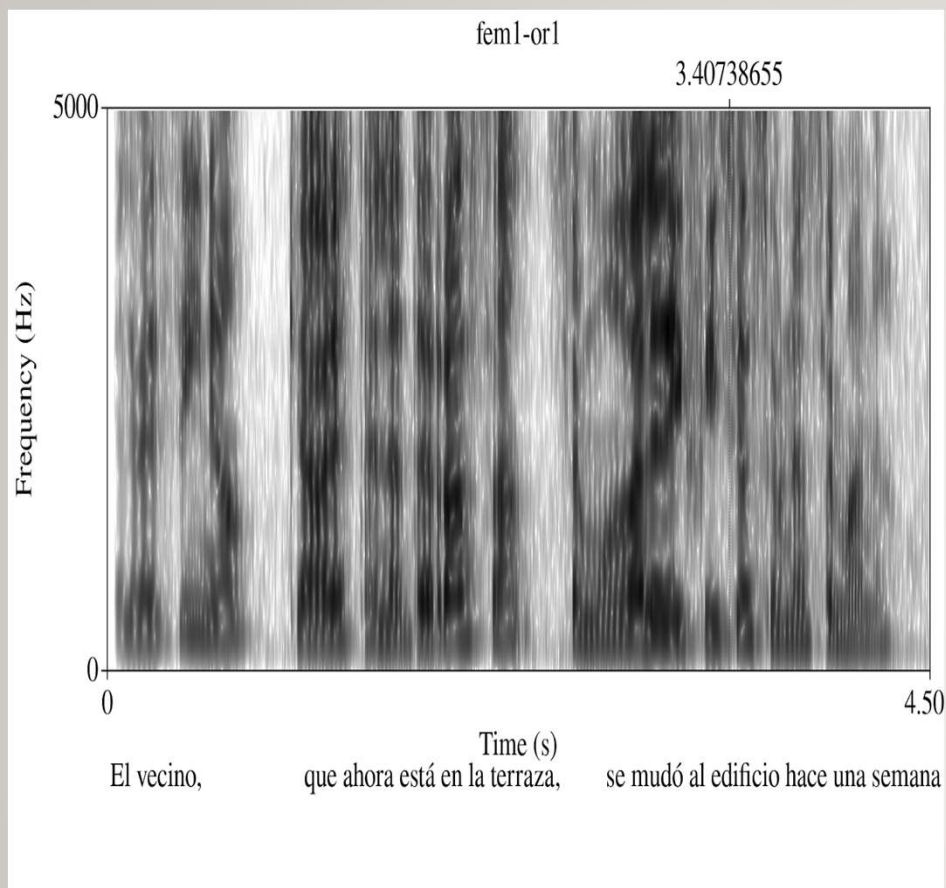 fem1-or1
3.40738655
5000
Frequency (Hz)
0
0 4.50
Time (s)
El vecino, que ahora está en la terraza, se mudó al edificio hace una semana